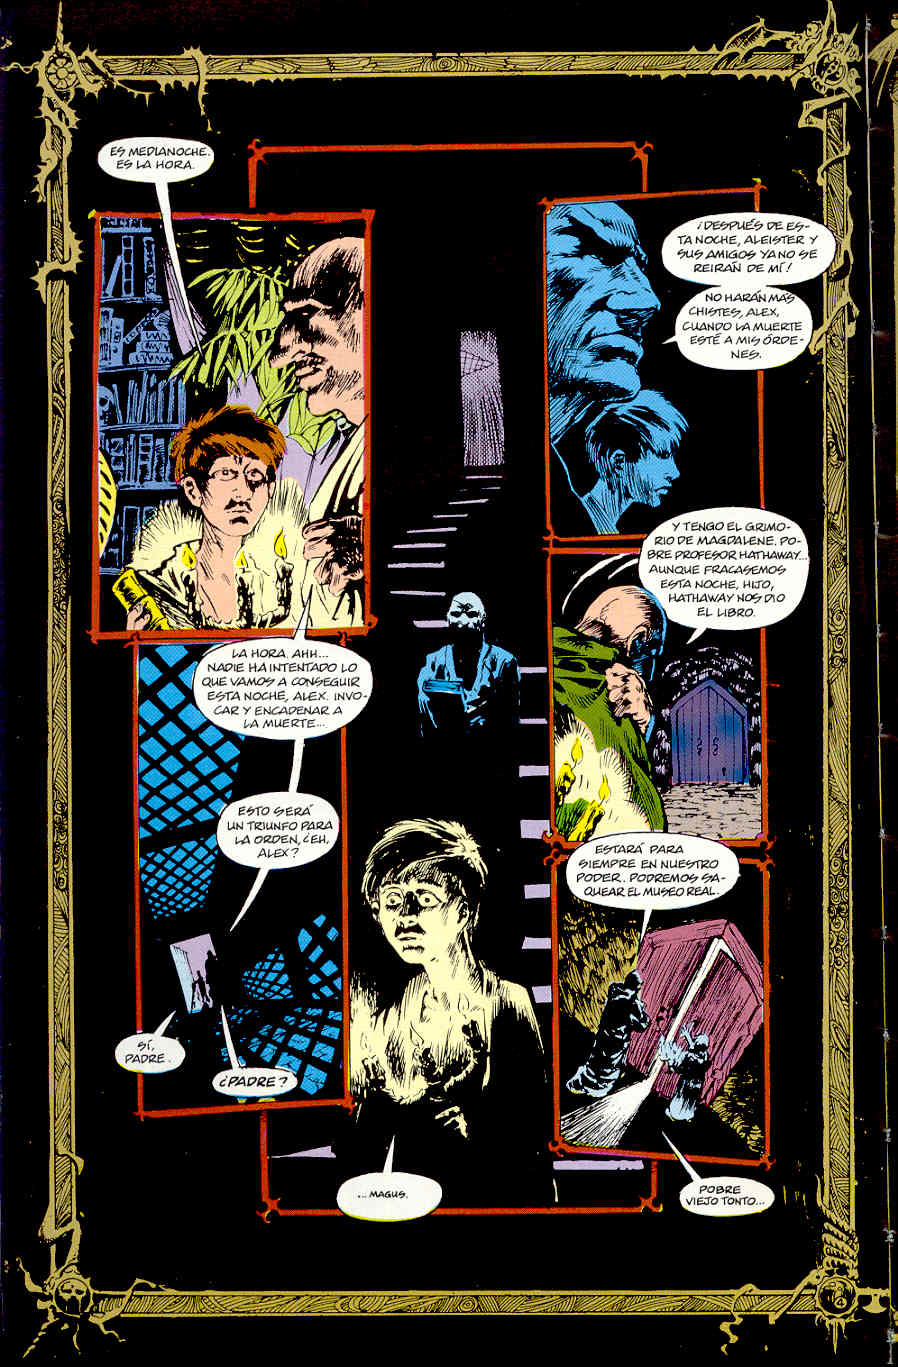 ES MEDIANOCHE.
ES LA HORA.
LA HORA. AHH...
NADIE HA INTENTADO LO
QUE VAMOS A CONSEGUIR
ESTA NOCHE, ALEX. INVO-
CAR Y ENCADENAR A
LA MUERTE...
ESTO SERÁ
UN TRIUNFO PARA
LA ORDEN, ¿EH,
ALEX?
SÍ,
PADRE.
¿PADRE?
...MAGUS.
¡DESPUÉS DE ES-
TA NOCHE, ALEISTER Y
SUS AMIGOS YA NO SE
REIRÁN DE MÍ!
NO HARÁN MÁS
CHISTES, ALEX,
CUANDO LA MUERTE
ESTÉ A MIS ÓRDE-
NES.
Y TENGO EL GRIMO-
RIO DE MAGDALENE. PO-
BRE PROFESOR HATHAWAY...
AUNQUE FRACASEMOS
ESTA NOCHE, HIJO,
HATHAWAY NOS DIO
EL LIBRO.
ESTARÁ PARA
SIEMPRE EN NUESTRO
PODER. PODREMOS SA-
QUEAR EL MUSEO REAL.
POBRE
VIEJO TONTO...